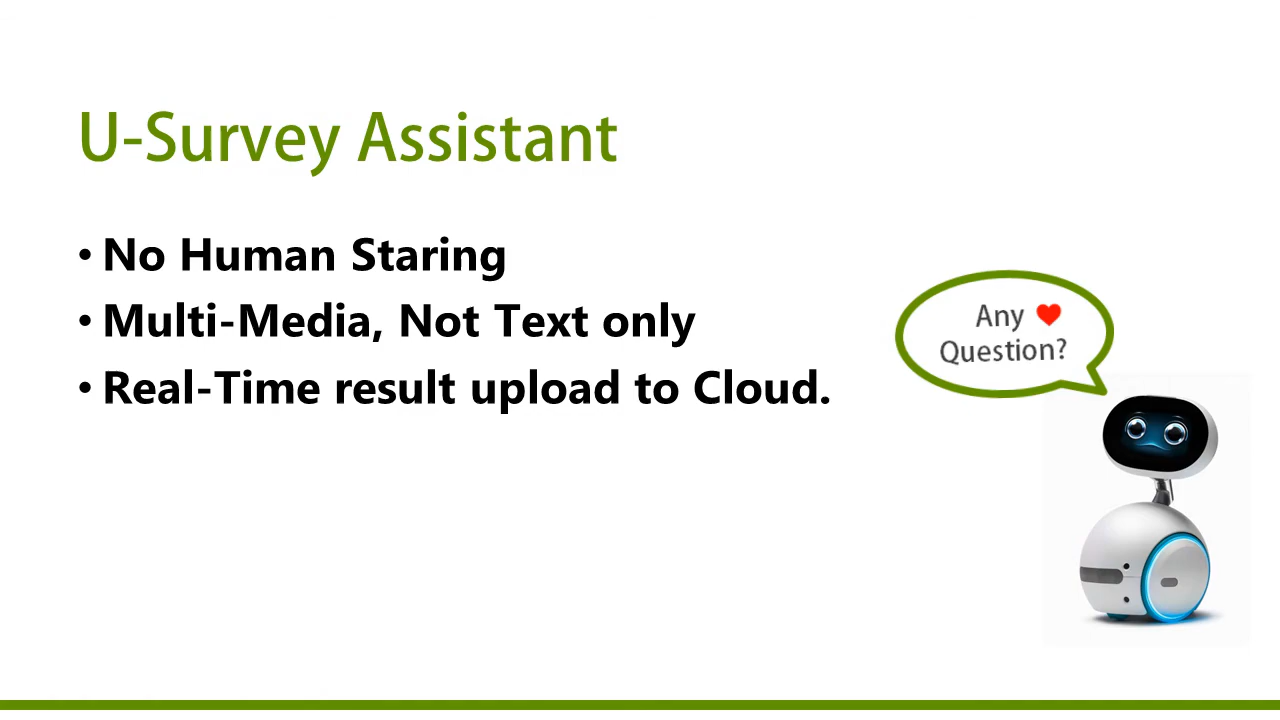 U-Survey Assistant
• No Human Staring
• Multi-Media, Not Text only
• Real-Time result upload to Cloud.
Any ❤
Question?